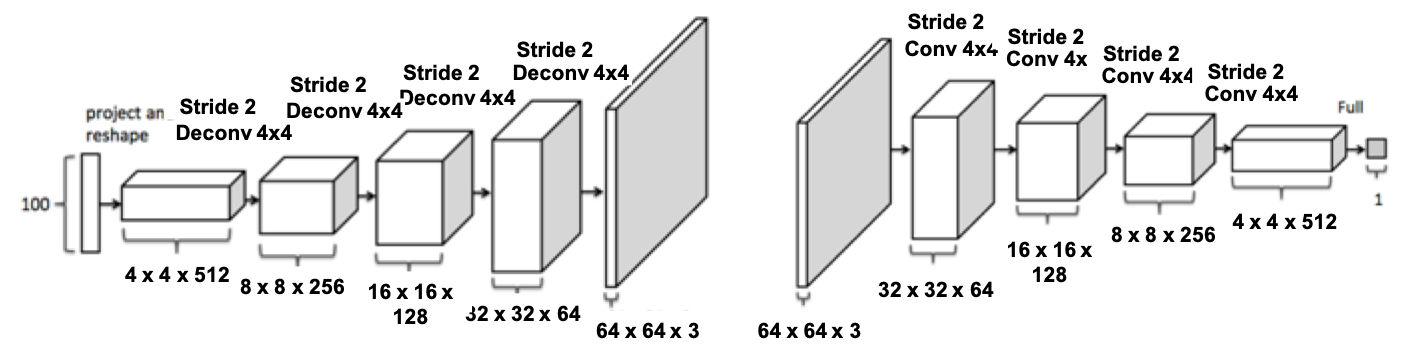 project an
reshape
Stride 2
Deconv 4x4
Stride 2
Deconv 4x4
Stride 2
Deconv 4x4
Stride 2
Deconv 4x4
100
4 x 4 x 512
8 x 8 x 256
16 x 16 x
128
32 x 32 x 64
64 x 64 x 3
Stride 2
Conv 4x4
Stride 2
Conv 4x
Stride 2
Conv 4x4
Stride 2
Conv 4x4
Full
64 x 64 x 3
32 x 32 x 64
16 x 16 x
128
8 x 8 x 256
4 x 4 x 512
1